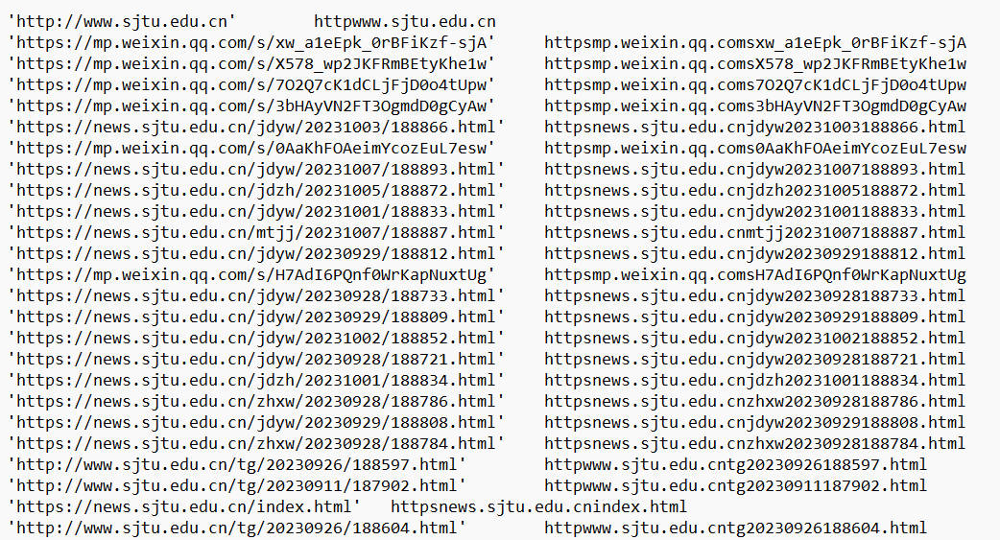 'http://www.sjtu.edu.cn' httpwww.sjtu.edu.cn
'https://mp.weixin.qq.com/s/xw_a1eEpk_0rBFiKzf-sjA' httpsmp.weixin.qq.comsxw_a1eEpk_0rBFiKzf-sjA
'https://mp.weixin.qq.com/s/X578_wp2JKFRmBEtyKhe1w' httpsmp.weixin.qq.comsX578_wp2JKFRmBEtyKhe1w
'https://mp.weixin.qq.com/s/7O2Q7cK1dCLjFjD0o4tUpw' httpsmp.weixin.qq.coms7O2Q7cK1dCLjFjD0o4tUpw
'https://mp.weixin.qq.com/s/3bHAyVN2FT3OgmdD0gCyAw' httpsmp.weixin.qq.coms3bHAyVN2FT3OgmdD0gCyAw
'https://news.sjtu.edu.cn/jdyw/20231003/188866.html' httpsnews.sjtu.edu.cnjdyw20231003188866.html
'https://mp.weixin.qq.com/s/0AaKhFOAeimYcozEuL7esw' httpsmp.weixin.qq.coms0AaKhFOAeimYcozEuL7esw
'https://news.sjtu.edu.cn/jdyw/20231007/188893.html' httpsnews.sjtu.edu.cnjdyw20231007188893.html
'https://news.sjtu.edu.cn/jdzh/20231005/188872.html' httpsnews.sjtu.edu.cnjdzh20231005188872.html
'https://news.sjtu.edu.cn/jdyw/20231001/188833.html' httpsnews.sjtu.edu.cnjdyw20231001188833.html
'https://news.sjtu.edu.cn/mtjj/20231007/188887.html' httpsnews.sjtu.edu.cnmtjj20231007188887.html
'https://news.sjtu.edu.cn/jdyw/20230929/188812.html' httpsnews.sjtu.edu.cnjdyw20230929188812.html
'https://mp.weixin.qq.com/s/H7AdI6PQnf0WrKapNuxtUg' httpsmp.weixin.qq.comsH7AdI6PQnf0WrKapNuxtUg
'https://news.sjtu.edu.cn/jdyw/20230928/188733.html' httpsnews.sjtu.edu.cnjdyw20230928188733.html
'https://news.sjtu.edu.cn/jdyw/20230929/188809.html' httpsnews.sjtu.edu.cnjdyw20230929188809.html
'https://news.sjtu.edu.cn/jdyw/20231002/188852.html' httpsnews.sjtu.edu.cnjdyw20231002188852.html
'https://news.sjtu.edu.cn/jdyw/20230928/188721.html' httpsnews.sjtu.edu.cnjdyw20230928188721.html
'https://news.sjtu.edu.cn/jdzh/20231001/188834.html' httpsnews.sjtu.edu.cnjdzh20231001188834.html
'https://news.sjtu.edu.cn/zhxw/20230928/188786.html' httpsnews.sjtu.edu.cnzhxw20230928188786.html
'https://news.sjtu.edu.cn/jdyw/20230929/188808.html' httpsnews.sjtu.edu.cnjdyw20230929188808.html
'https://news.sjtu.edu.cn/zhxw/20230928/188784.html' httpsnews.sjtu.edu.cnzhxw20230928188784.html
'http://www.sjtu.edu.cn/tg/20230926/188597.html' httpwww.sjtu.edu.cntg20230926188597.html
'http://www.sjtu.edu.cn/tg/20230911/187902.html' httpwww.sjtu.edu.cntg20230911187902.html
'https://news.sjtu.edu.cn/index.html' httpsnews.sjtu.edu.cnindex.html
'http://www.sjtu.edu.cn/tg/20230926/188604.html' httpwww.sjtu.edu.cntg20230926188604.html